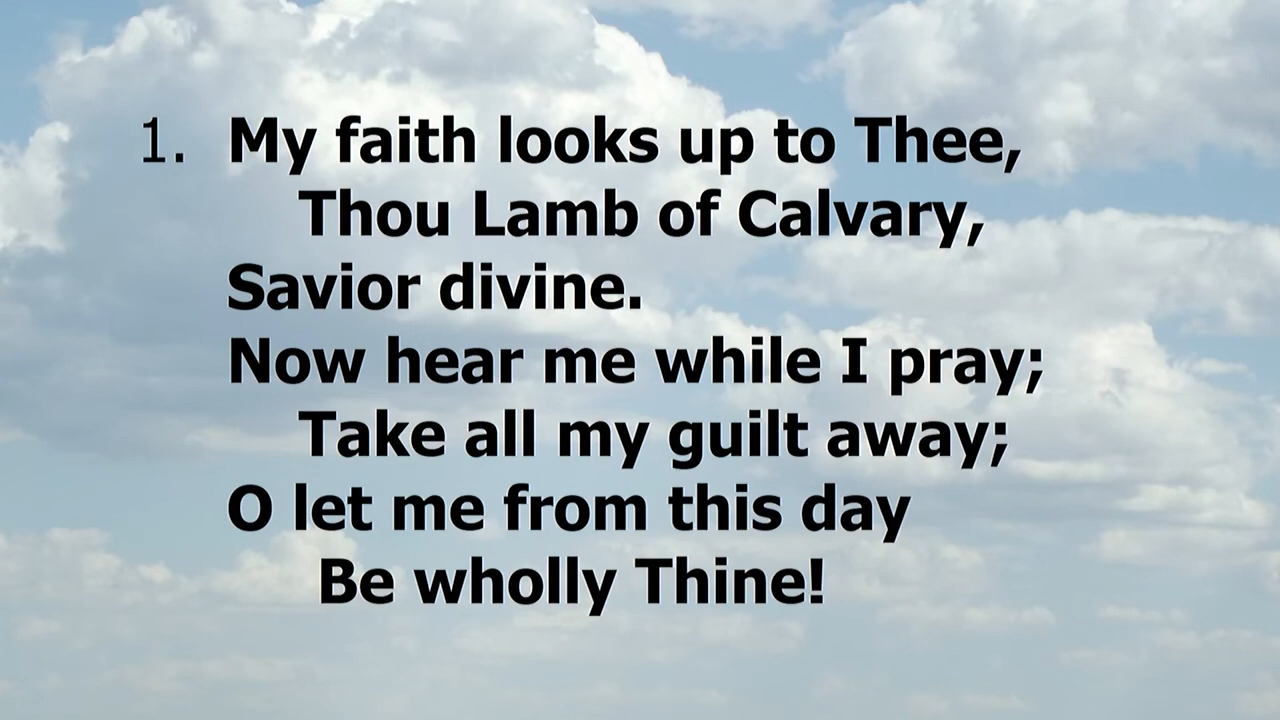 1. My faith looks up to Thee,
Thou Lamb of Calvary,
Savior divine.
Now hear me while I pray;
Take all my guilt away;
O let me from this day
Be wholly Thine!